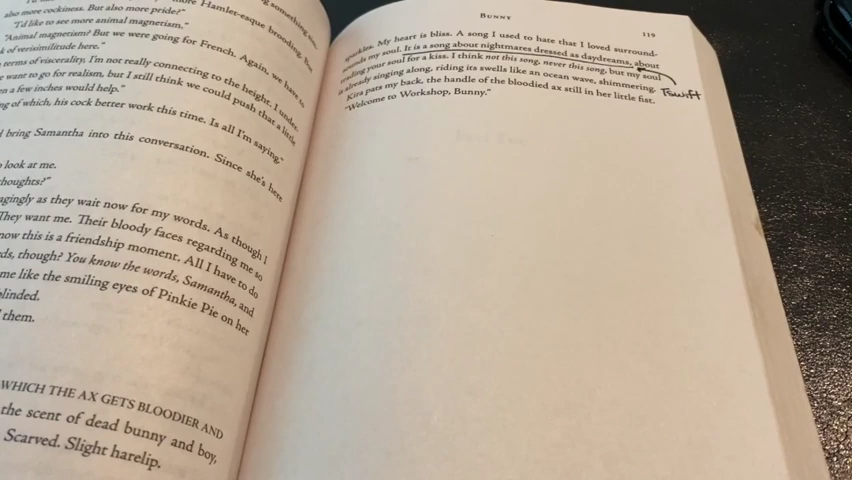 also more cockiness. But also more pride?"
more Hamler-esque brooding. But
"I'd like to see more animal magnetism."
"Animal magnetism? But we were going for French. Again, we have to
k of verisimilitude here."
terms of viscerality, I'm not really connecting to the height. I under-
want to go for realism, but I still think we could push that a little
n a few inches would help."
ng of which, his cock better work this time. Is all I'm saying."
bring Samantha into this conversation. Since she's here
look at me.
thoughts?"
agingly as they wait now for my words. As though I
They want me. Their bloody faces regarding me so
now this is a friendship moment. All I have to do
ds, though? You know the words, Samantha, and
me like the smiling eyes of Pinkie Pie on her
blinded.
them.
WHICH THE AX GETS BLOODIER AND
the scent of dead bunny and boy,
Scarved. Slight harelip.
BUNNY
119
sparkles. My heart is bliss. A song I used to hate that I loved surround-
sounds my soul. It is a song about nightmares dressed as daydreams, about
trading your soul for a kiss. I think not this song, never this song, but my soul
is already singing along, riding its swells like an ocean wave, shimmering.
Tswift
Kira pats my back, the handle of the bloodied ax still in her little fist.
"Welcome to Workshop, Bunny."